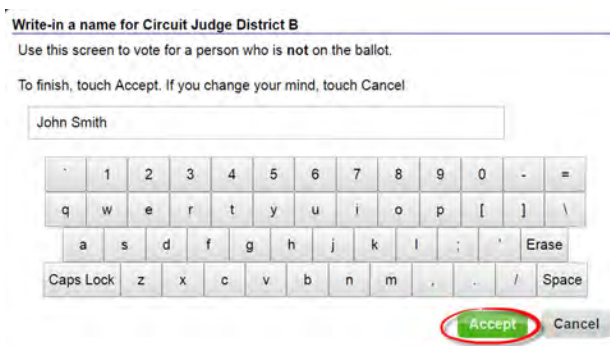 Write-in a name for Circuit Judge District B
Use this screen to vote for a person who is not on the ballot.
To finish, touch Accept. If you change your mind, touch Cancel
John Smith
` 1 2 3 4 5 6 7 8 9 0 - =
q w e r t y u i o p [ ] \
a s d f g h j k l ; ' Erase
Caps Lock z x c v b n m , . / Space
Accept Cancel